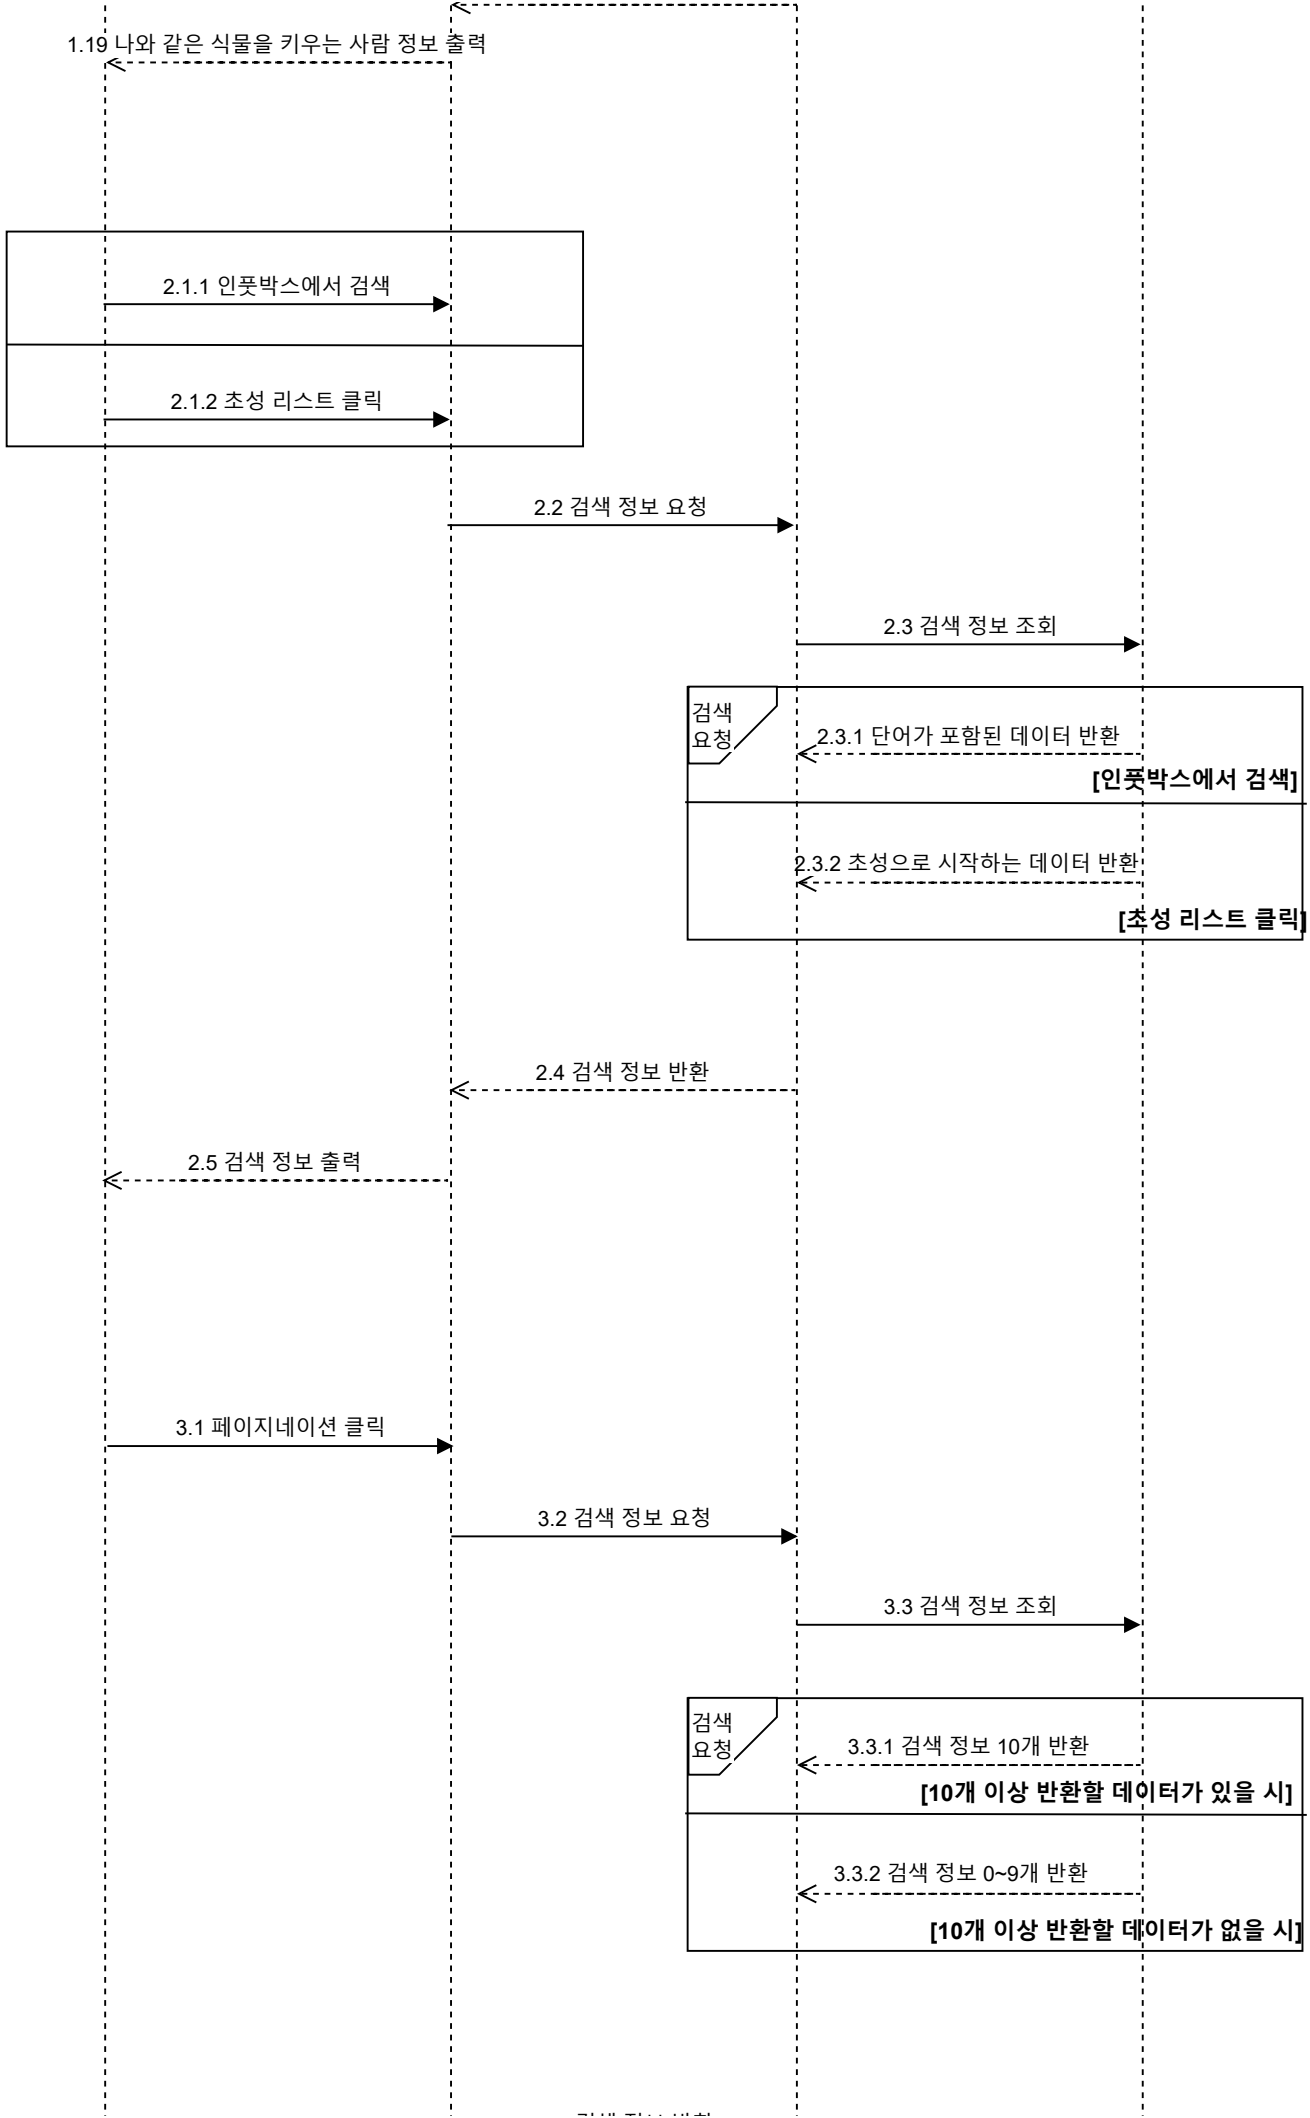 1.19 나와 같은 식물을 키우는 사람 정보 출력
2.1.1 인풋박스에서 검색
2.1.2 초성 리스트 클릭
2.2 검색 정보 요청
2.3 검색 정보 조회
검색
요청
2.3.1 단어가 포함된 데이터 반환
[인풋박스에서 검색]
2.3.2 초성으로 시작하는 데이터 반환
[초성 리스트 클릭]
2.4 검색 정보 반환
2.5 검색 정보 출력
3.1 페이지네이션 클릭
3.2 검색 정보 요청
3.3 검색 정보 조회
검색
요청
3.3.1 검색 정보 10개 반환
[10개 이상 반환할 데이터가 있을 시]
3.3.2 검색 정보 0~9개 반환
[10개 이상 반환할 데이터가 없을 시]